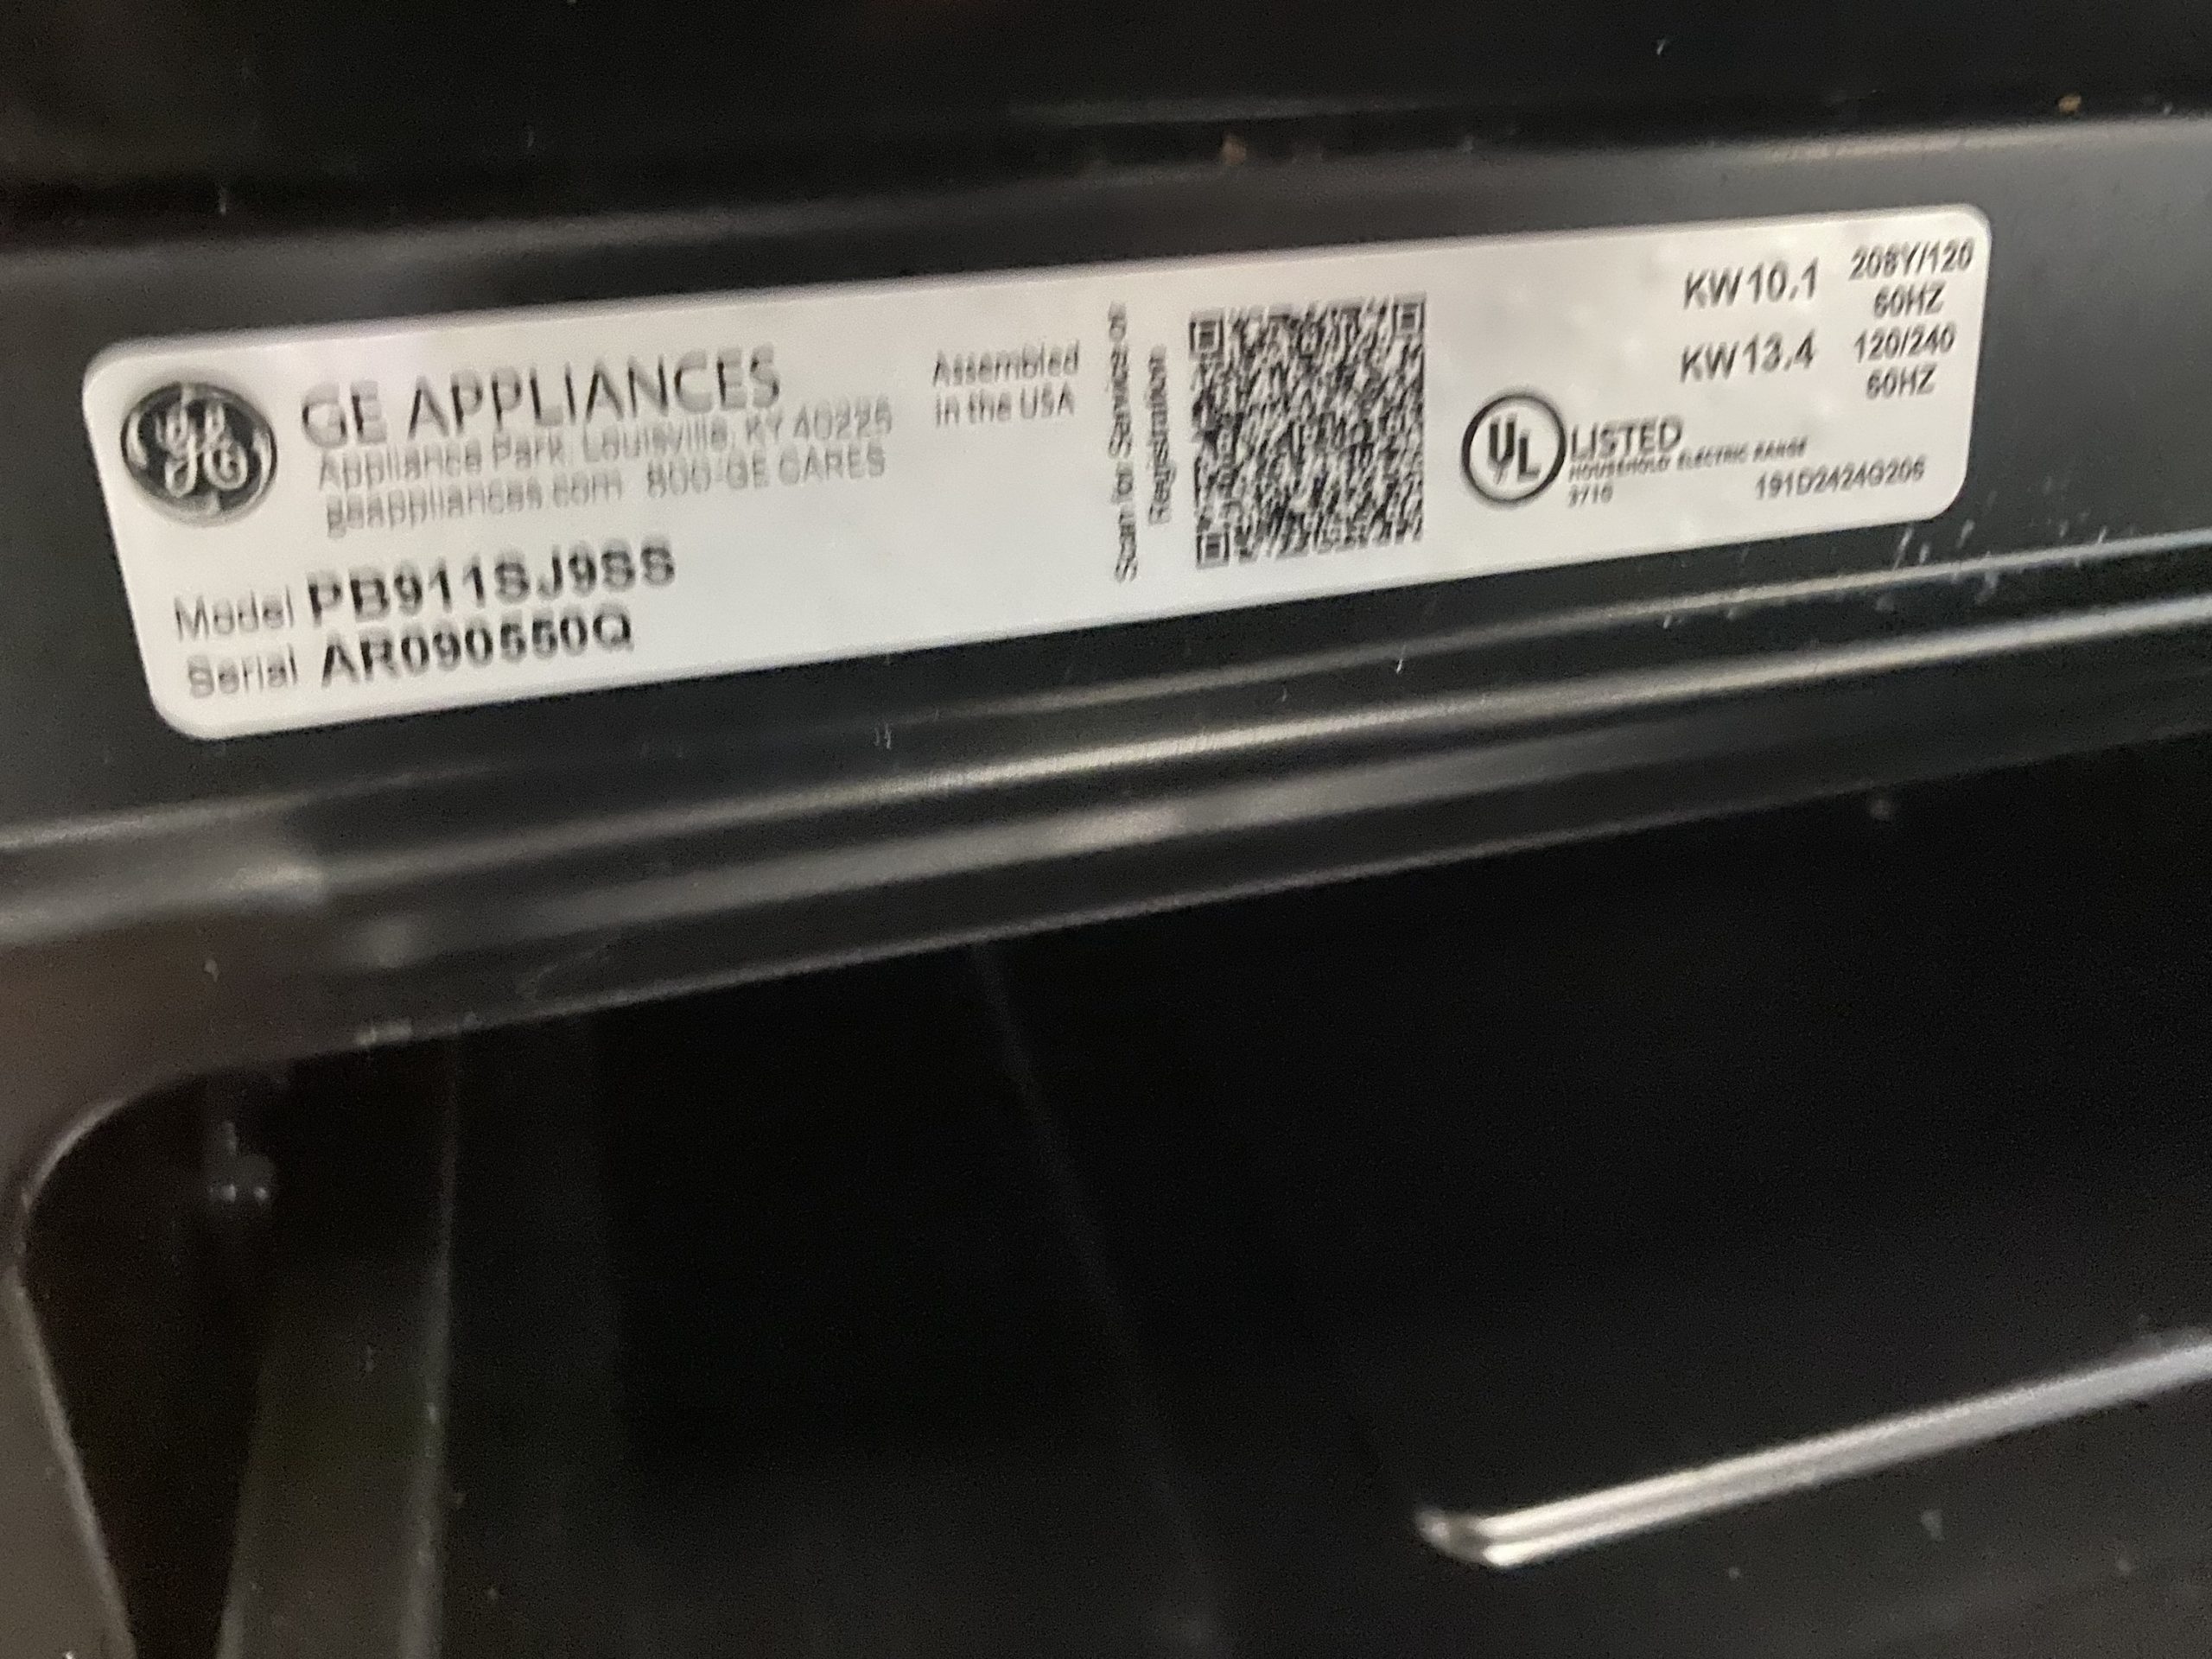 GE
GE APPLIANCES
Appliance Park, Louisville, KY 40225
geappliances.com 800-GE CARES
Model PB911SJ9SS
Serial AR090550Q
Assembled
in the USA
Scan for Service or
Registration
KW10.1 208Y/120
60HZ
KW13.4 120/240
60HZ
UL LISTED
HOUSEHOLD ELECTRIC RANGE
191D2424G206